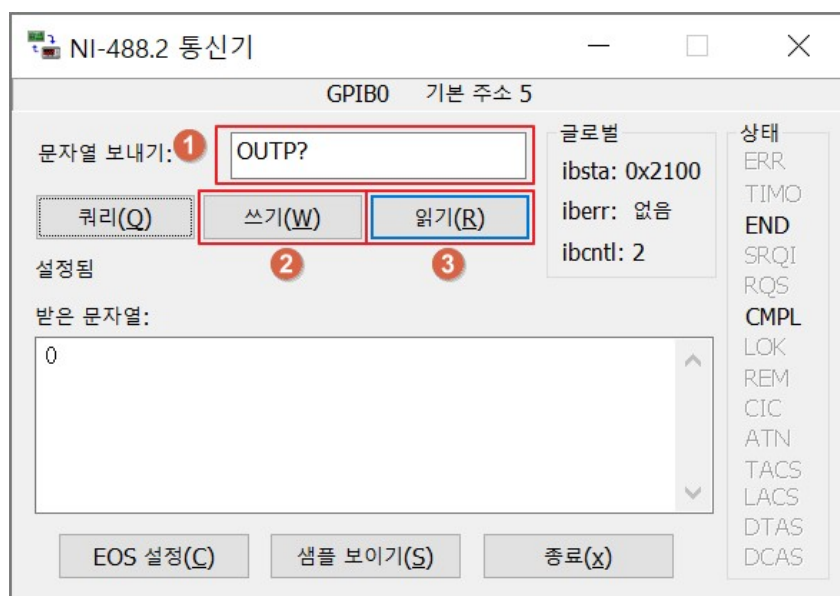 NI-488.2 통신기
GPIB0 기본 주소 5
문자열 보내기:
1
OUTP?
쿼리(Q)
쓰기(W)
읽기(R)
2
3
설정됨
받은 문자열:
0
EOS 설정(C)
샘플 보이기(S)
종료(x)
글로벌
ibsta: 0x2100
iberr: 없음
ibcntl: 2
상태
ERR
TIMO
END
SRQI
RQS
CMPL
LOK
REM
CIC
ATN
TACS
LACS
DTAS
DCAS